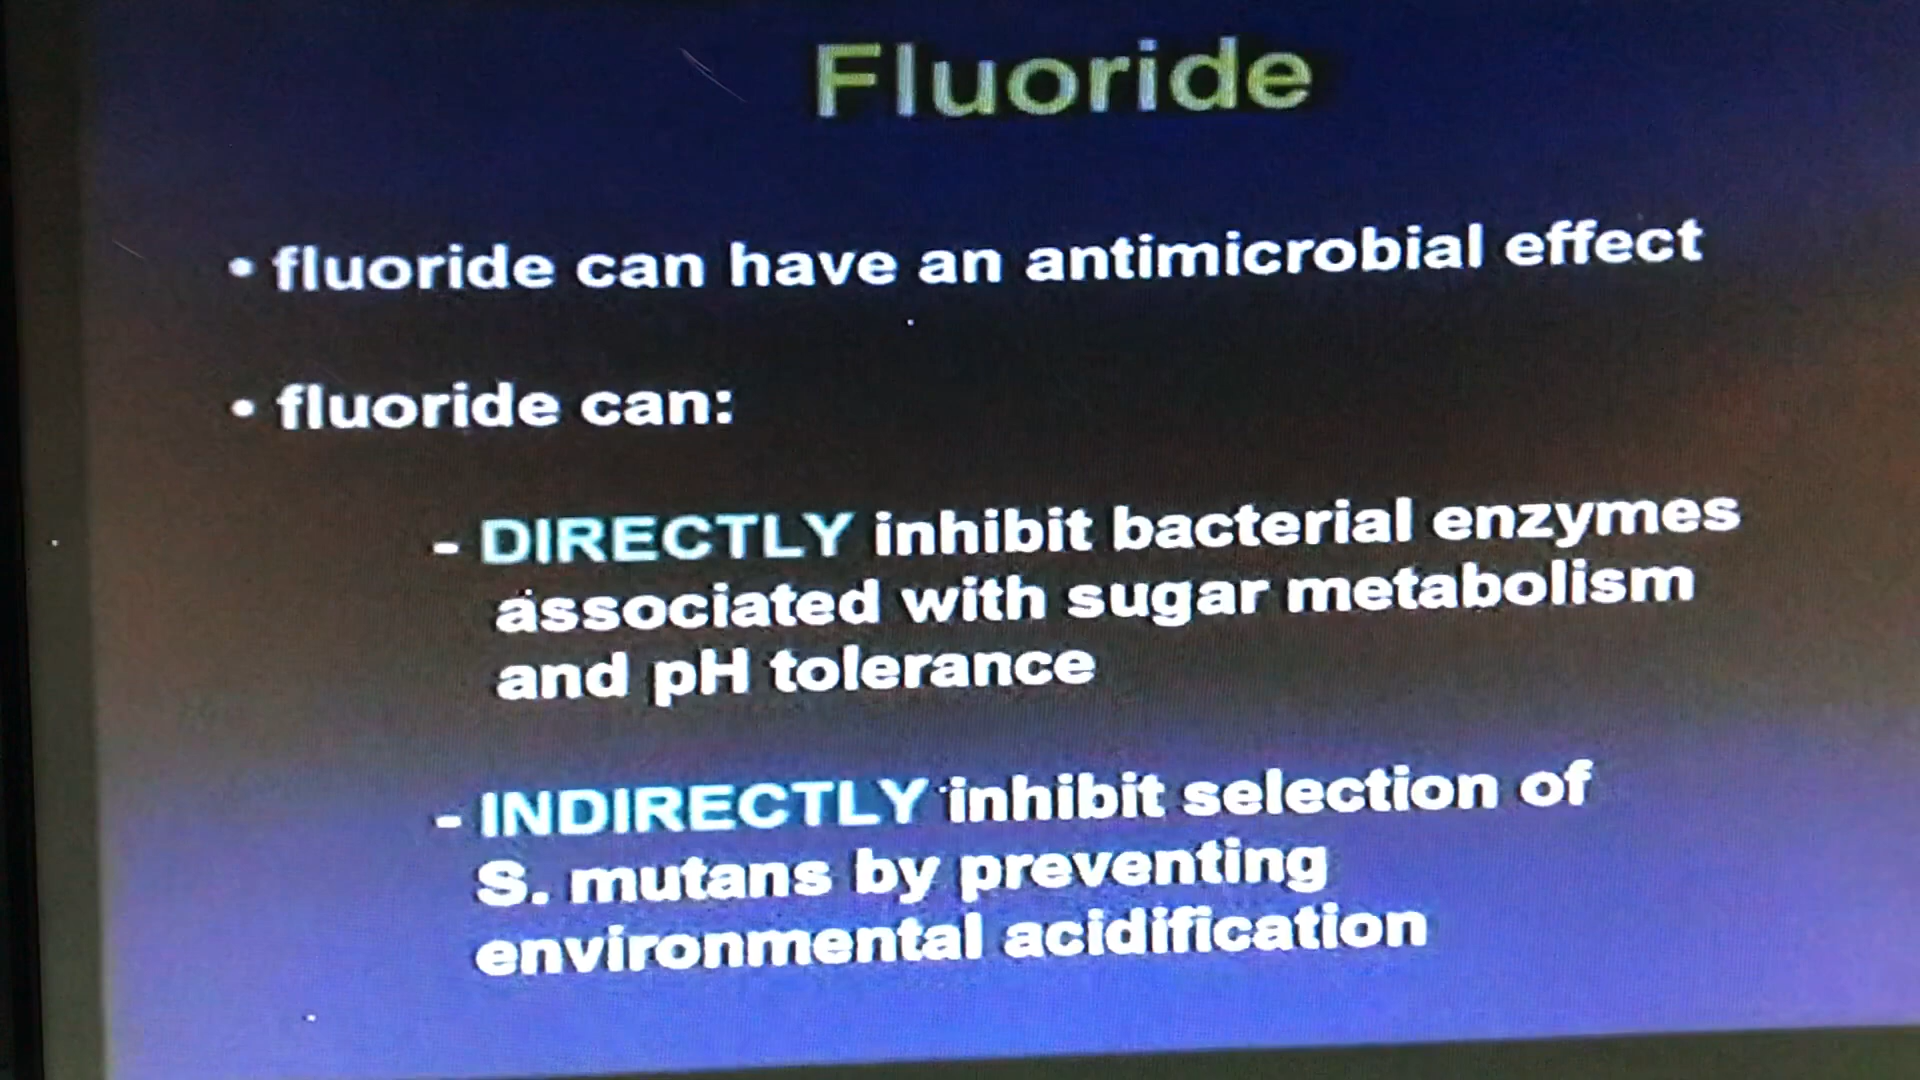 Fluoride
• fluoride can have an antimicrobial effect
• fluoride can:
- DIRECTLY inhibit bacterial enzymes
associated with sugar metabolism
and pH tolerance
- INDIRECTLY inhibit selection of
S. mutans by preventing
environmental acidification